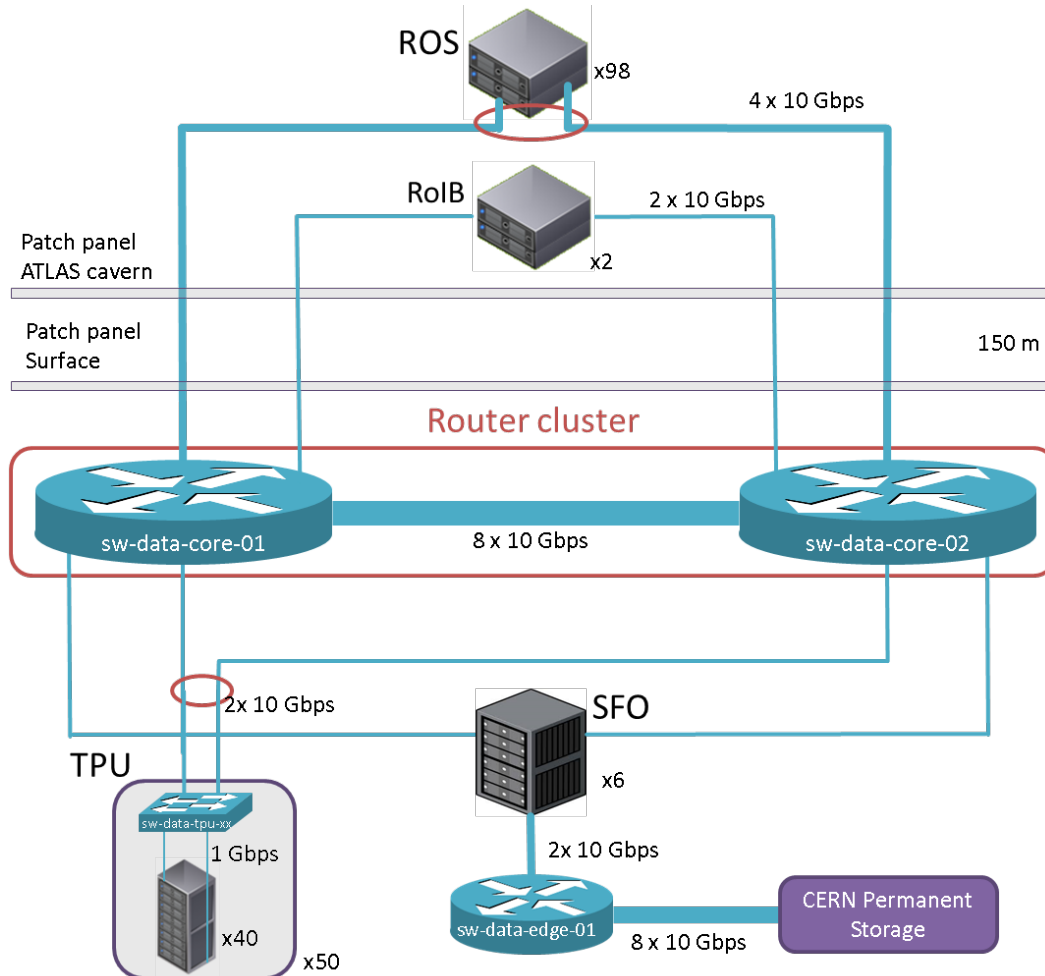 ROS
x98
4 x 10 Gbps
RoIB
2 x 10 Gbps
x2
Patch panel
ATLAS cavern
Patch panel
Surface
150 m
Router cluster
sw-data-core-01
8 x 10 Gbps
sw-data-core-02
2x 10 Gbps
SFO
TPU
x6
sw-data-tpu-xx
1 Gbps
2x 10 Gbps
x40
x50
sw-data-edge-01
8 x 10 Gbps
CERN Permanent
Storage